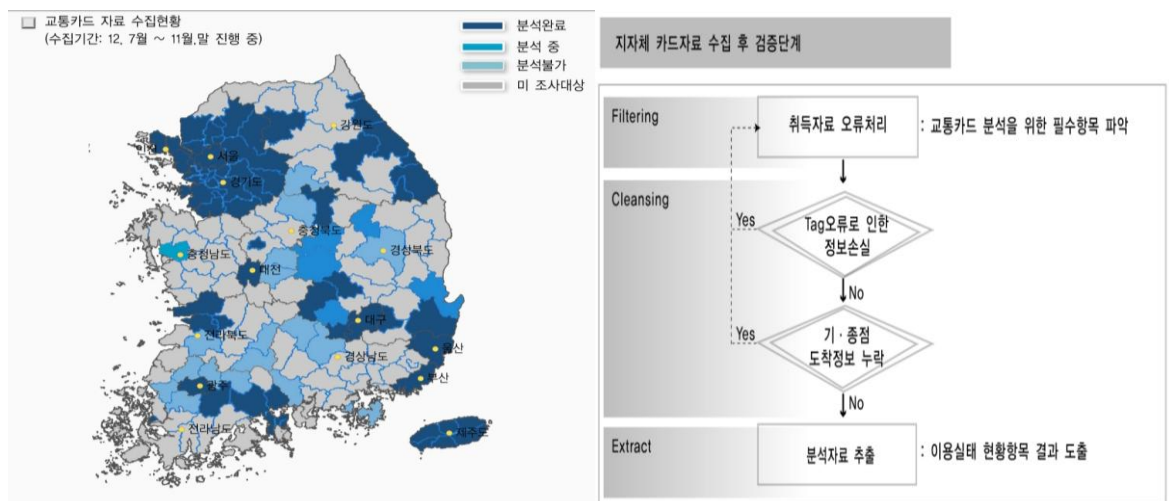 교통카드 자료 수집현황
(수집기간: 12, 7월 ~ 11월,말 진행 중)
분석완료
분석 중
분석불가
미 조사대상
강원도
인천
서울
경기도
충청북도
충청남도
경상북도
대전
대구
전라북도
울산
경상남도
부산
광주
전라남도
제주도
지자체 카드자료 수집 후 검증단계
Filtering
취득자료 오류처리
: 교통카드 분석을 위한 필수항목 파악
Cleansing
Yes
Tag오류로 인한
정보손실
No
Yes
기 · 종점
도착정보 누락
No
Extract
분석자료 추출
: 이용실태 현황항목 결과 도출